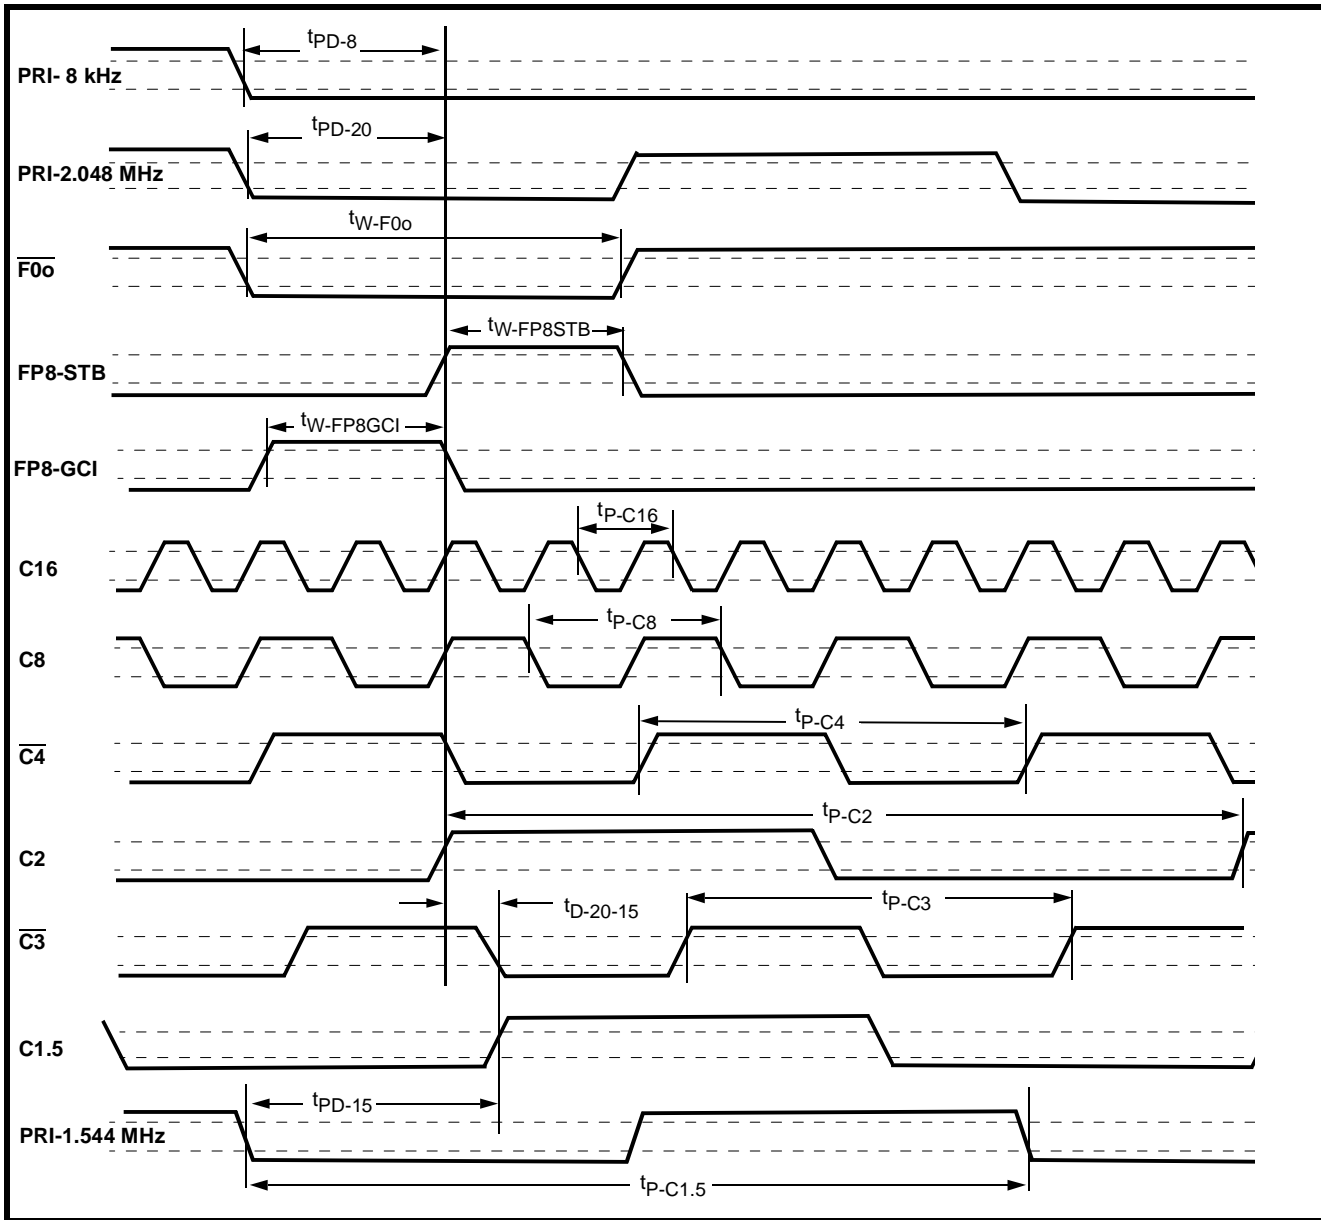 tPD-8
PRI- 8 kHz
tPD-20
PRI-2.048 MHz
tW-F0o
F0o
tW-FP8STB
FP8-STB
tW-FP8GCI
FP8-GCI
tP-C16
C16
tP-C8
C8
tP-C4
C4
tP-C2
C2
tD-20-15
tP-C3
C3
C1.5
tPD-15
PRI-1.544 MHz
tP-C1.5